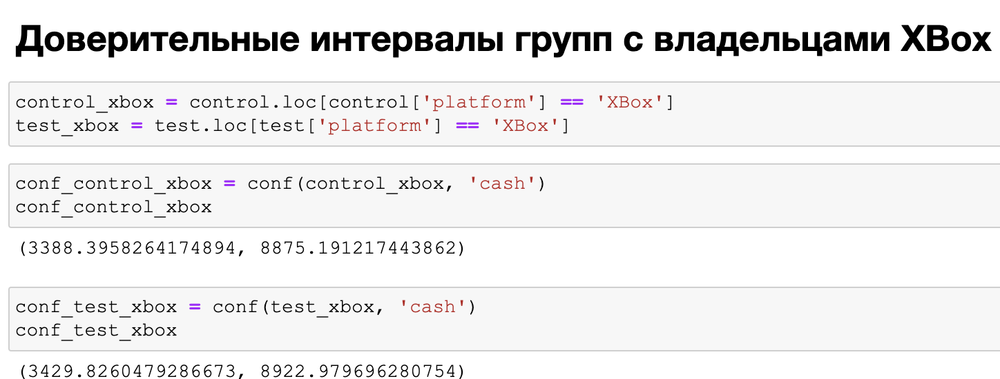 Доверительные интервалы групп с владельцами XBox
control_xbox = control.loc[control['platform'] == 'XBox']
test_xbox = test.loc[test['platform'] == 'XBox']
conf_control_xbox = conf(control_xbox, 'cash')
conf_control_xbox
(3388.3958264174894, 8875.191217443862)
conf_test_xbox = conf(test_xbox, 'cash')
conf_test_xbox
(3429.8260479286673, 8922.979696280754)